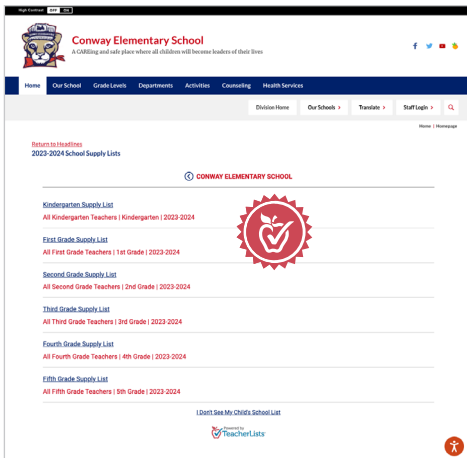 High Contrast OFF ON
Conway Elementary School
A CARRing and safe place where all children will become leaders of their lives
Home Our School Grade Levels Departments Activities Counseling Health Services
Division Home Our Schools > Translate > Staff Login >
Home | Homepage
Return to Headlines
2023-2024 School Supply Lists
CONWAY ELEMENTARY SCHOOL
Kindergarten Supply List
All Kindergarten Teachers | Kindergarten | 2023-2024
First Grade Supply List
All First Grade Teachers | 1st Grade | 2023-2024
Second Grade Supply List
All Second Grade Teachers | 2nd Grade | 2023-2024
Third Grade Supply List
All Third Grade Teachers | 3rd Grade | 2023-2024
Fourth Grade Supply List
All Fourth Grade Teachers | 4th Grade | 2023-2024
Fifth Grade Supply List
All Fifth Grade Teachers | 5th Grade | 2023-2024
I Don't See My Child's School List
Powered by
TeacherLists